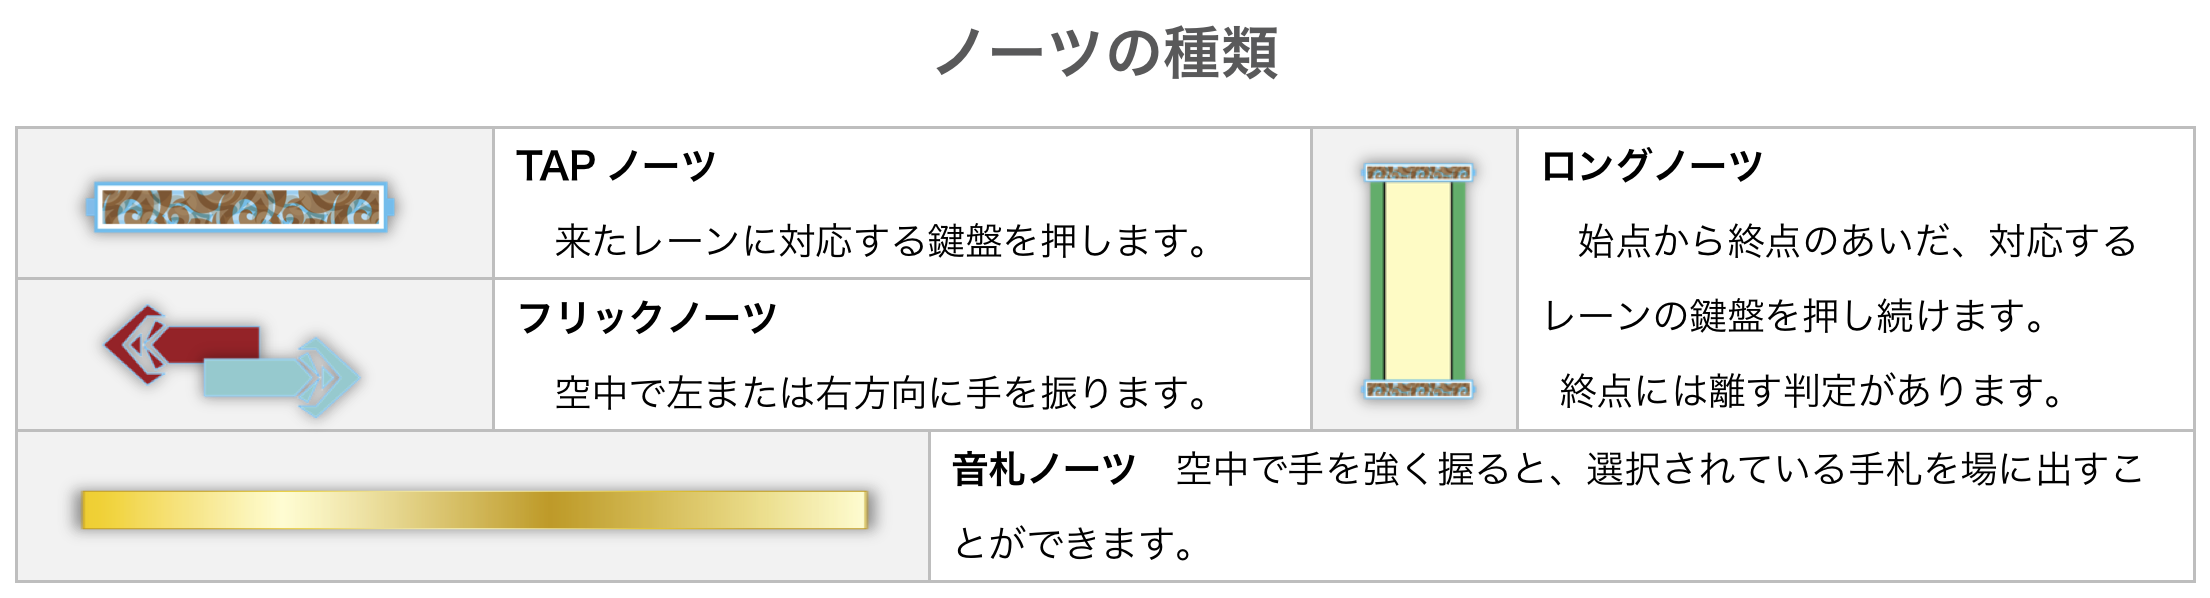 ノーツの種類
TAP ノーツ
来たレーンに対応する鍵盤を押します。
フリックノーツ
空中で左または右方向に手を振ります。
ロングノーツ
始点から終点のあいだ、対応する
レーンの鍵盤を押し続けます。
終点には離す判定があります。
音札ノーツ　空中で手を強く握ると、選択されている手札を場に出すこ
とができます。